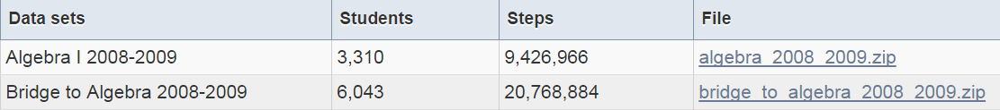 Data sets Students Steps File
Algebra I 2008-2009 3,310 9,426,966 algebra_2008_2009.zip
Bridge to Algebra 2008-2009 6,043 20,768,884 bridge_to_algebra_2008_2009.zip